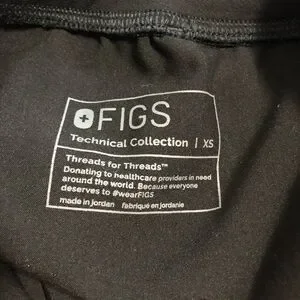 FIGS
Technical Collection | XS
Threads for Threads™
Donating to healthcare providers in need
around the world. Because everyone
deserves to #wearFIGS
made in jordan fabriqué en jordanie